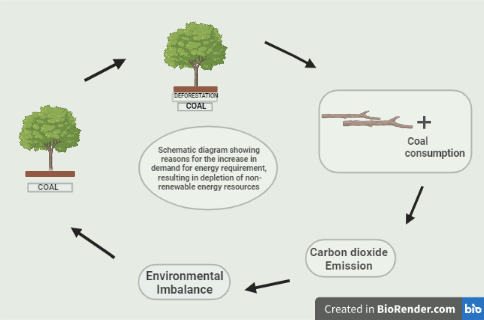 DEFORESTATION
COAL
Coal
consumption
+
Schematic diagram showing
reasons for the increase in
demand for energy requirement,
resulting in depletion of non-
renewable energy resources
COAL
Carbon dioxide
Emission
Environmental
Imbalance
Created in BioRender.com bio